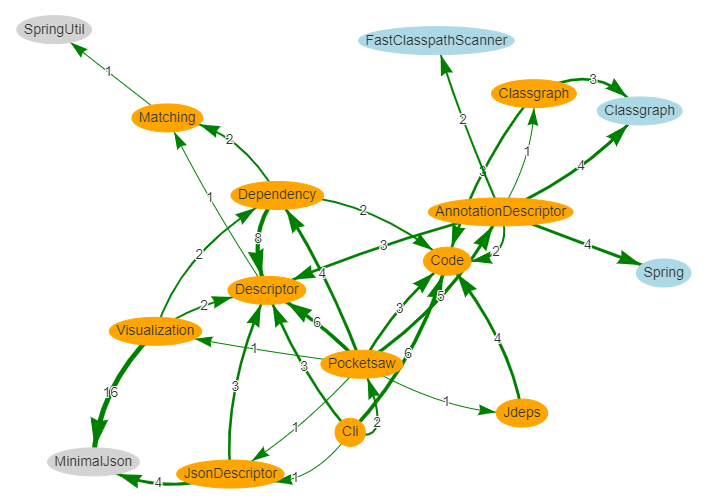 SpringUtil
FastClasspathScanner
1
3
Classgraph
Classgraph
Matching
2
2
1
4
3
1
Dependency
2
AnnotationDescriptor
8
3
4
2
2
Code
4
Spring
Descriptor
5
2
3
6
Visualization
1
6
4
Pocketsaw
3
3
16
1
1
2
Jdeps
Cli
MinimalJson
4
JsonDescriptor
1